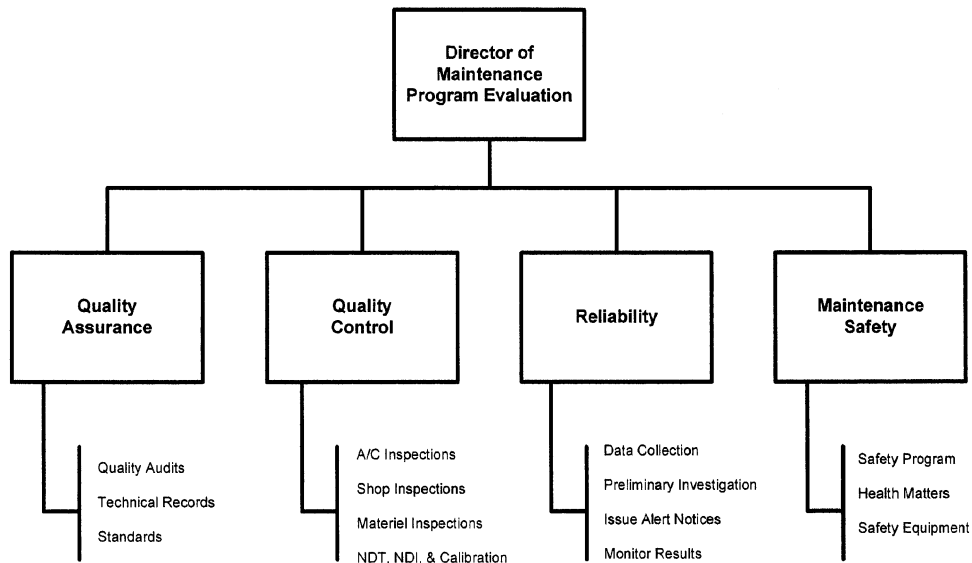 Director of
Maintenance
Program Evaluation
Quality
Assurance
Quality
Control
Reliability
Maintenance
Safety
Quality Audits
Technical Records
Standards
A/C Inspections
Shop Inspections
Materiel Inspections
NDT, NDI, & Calibration
Data Collection
Preliminary Investigation
Issue Alert Notices
Monitor Results
Safety Program
Health Matters
Safety Equipment